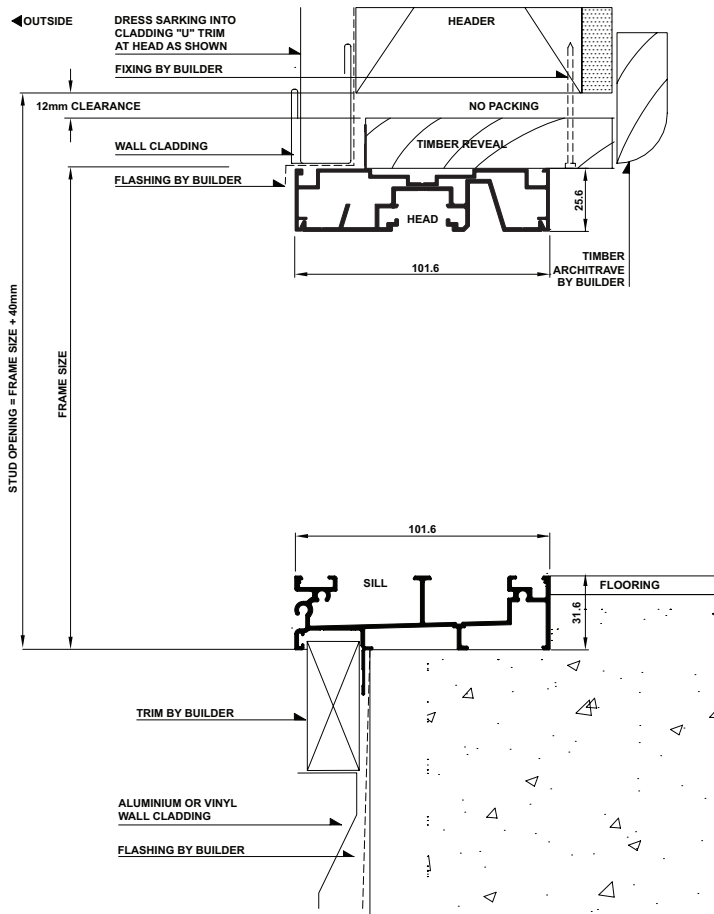 OUTSIDE
DRESS SARKING INTO
CLADDING "U" TRIM
AT HEAD AS SHOWN
HEADER
FIXING BY BUILDER
12mm CLEARANCE
NO PACKING
WALL CLADDING
TIMBER REVEAL
FLASHING BY BUILDER
HEAD
25.6
101.6
TIMBER
ARCHITRAVE
BY BUILDER
STUD OPENING = FRAME SIZE + 40mm
FRAME SIZE
101.6
SILL
FLOORING
31.6
TRIM BY BUILDER
ALUMINIUM OR VINYL
WALL CLADDING
FLASHING BY BUILDER